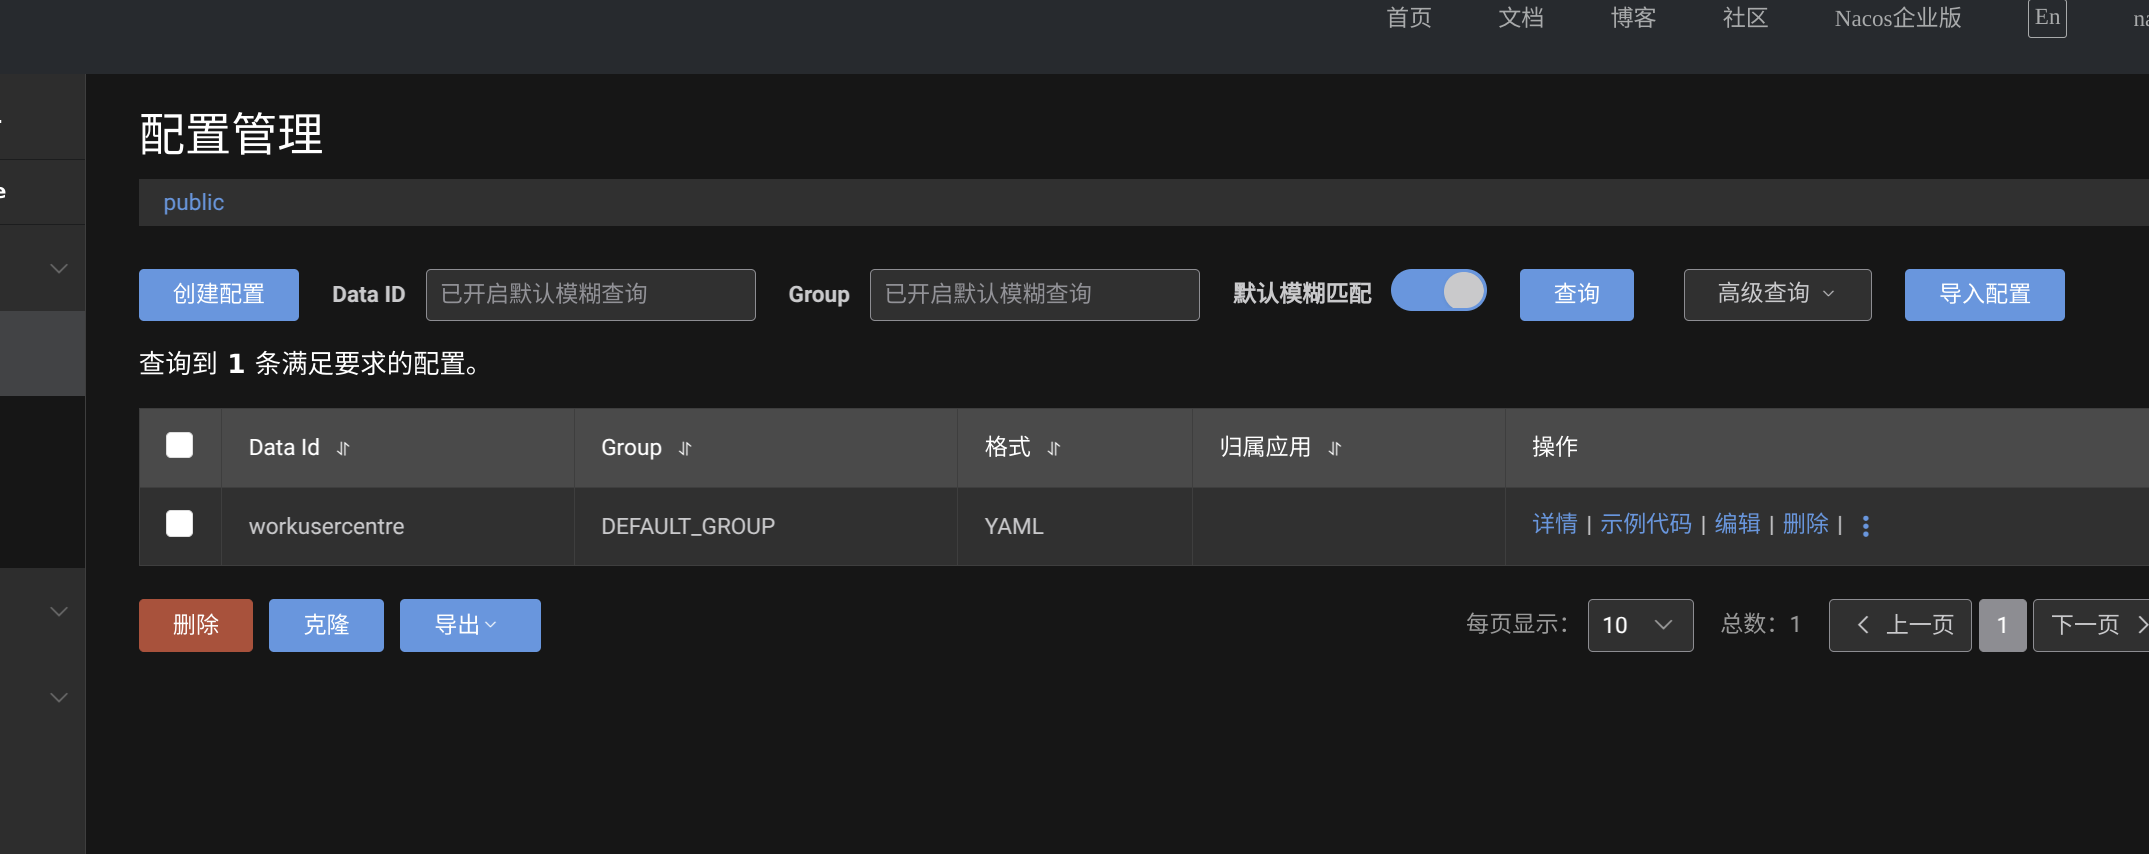 首页 文档 博客 社区 Nacos企业版 En
配置管理
public
创建配置 Data ID 已开启默认模糊查询 Group 已开启默认模糊查询 默认模糊匹配 查询 高级查询 导入配置
查询到 1 条满足要求的配置。
Data Id Group 格式 归属应用 操作
workusercentre DEFAULT_GROUP YAML 详情 | 示例代码 | 编辑 | 删除 |
删除 克隆 导出 每页显示: 10 总数: 1 上一页 1 下一页